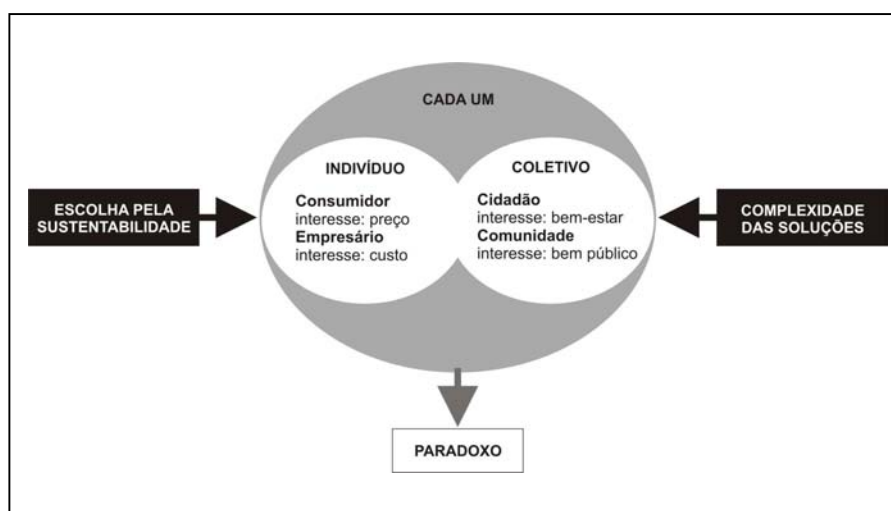 CADA UM
INDIVÍDUO
Consumidor
interesse: preço
Empresário
interesse: custo
COLETIVO
Cidadão
interesse: bem-estar
Comunidade
interesse: bem público
ESCOLHA PELA
SUSTENTABILIDADE
COMPLEXIDADE
DAS SOLUÇÕES
PARADOXO